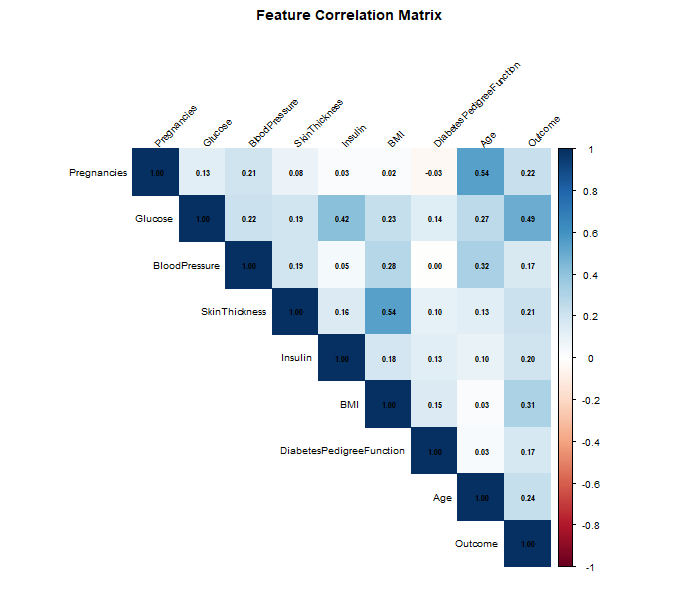 Feature Correlation Matrix
Pregnancies
Glucose
BloodPressure
SkinThickness
Insulin
BMI
DiabetesPedigreeFunction
Age
Outcome
Pregnancies 1.00 0.13 0.21 0.08 0.03 0.02 -0.03 0.54 0.22
Glucose 1.00 0.22 0.19 0.42 0.23 0.14 0.27 0.49
BloodPressure 1.00 0.19 0.05 0.28 0.00 0.32 0.17
SkinThickness 1.00 0.16 0.54 0.10 0.13 0.21
Insulin 1.00 0.18 0.13 0.10 0.20
BMI 1.00 0.15 0.03 0.31
DiabetesPedigreeFunction 1.00 0.03 0.17
Age 1.00 0.24
Outcome 1.00
1
0.8
0.6
0.4
0.2
0
-0.2
-0.4
-0.6
-0.8
-1